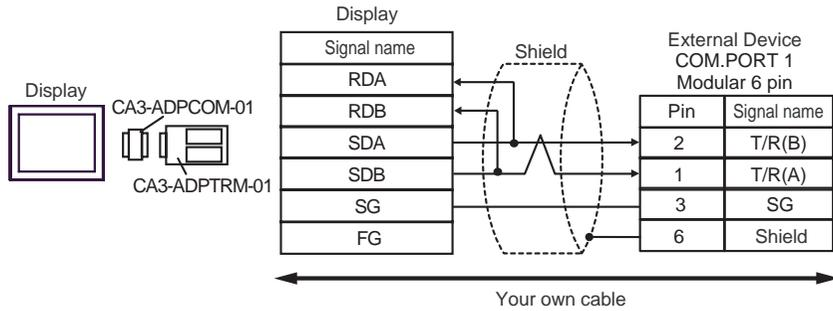 Display
CA3-ADPCOM-01
CA3-ADPTRM-01
Display
Signal name
RDA
RDB
SDA
SDB
SG
FG
Shield
External Device
COM.PORT 1
Modular 6 pin
Pin Signal name
2 T/R(B)
1 T/R(A)
3 SG
6 Shield
Your own cable